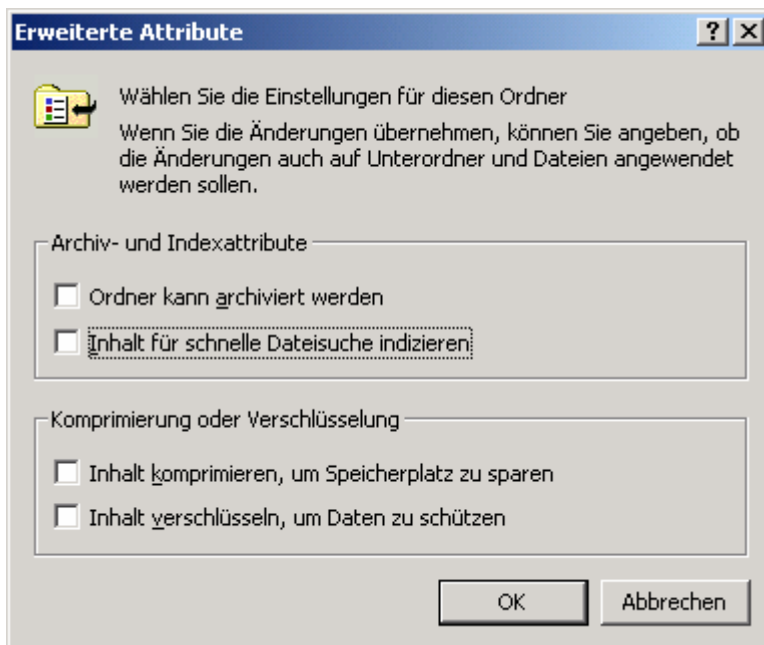 Erweiterte Attribute
Wählen Sie die Einstellungen für diesen Ordner
Wenn Sie die Änderungen übernehmen, können Sie angeben, ob
die Änderungen auch auf Unterordner und Dateien angewendet
werden sollen.
Archiv- und Indexattribute
Ordner kann archiviert werden
Inhalt für schnelle Dateisuche indizieren
Komprimierung oder Verschlüsselung
Inhalt komprimieren, um Speicherplatz zu sparen
Inhalt verschlüsseln, um Daten zu schützen
OK Abbrechen